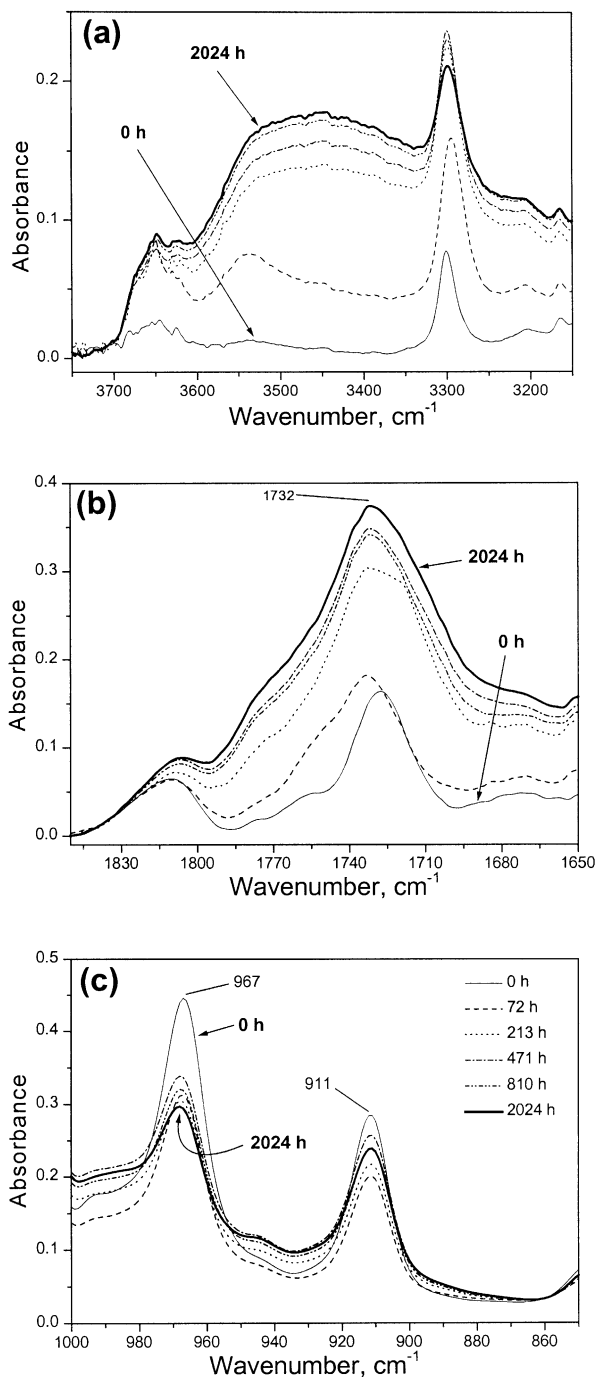 (a)
2024 h
0 h
0.2
0.1
0.0
Absorbance
3700 3600 3500 3400 3300 3200
Wavenumber, cm-1
(b)
1732
2024 h
0 h
0.4
0.3
0.2
0.1
0.0
Absorbance
1830 1800 1770 1740 1710 1680 1650
Wavenumber, cm-1
(c)
967
0 h
911
2024 h
0 h
72 h
213 h
471 h
810 h
2024 h
0.5
0.4
0.3
0.2
0.1
0.0
Absorbance
1000 980 960 940 920 900 880 860
Wavenumber, cm-1